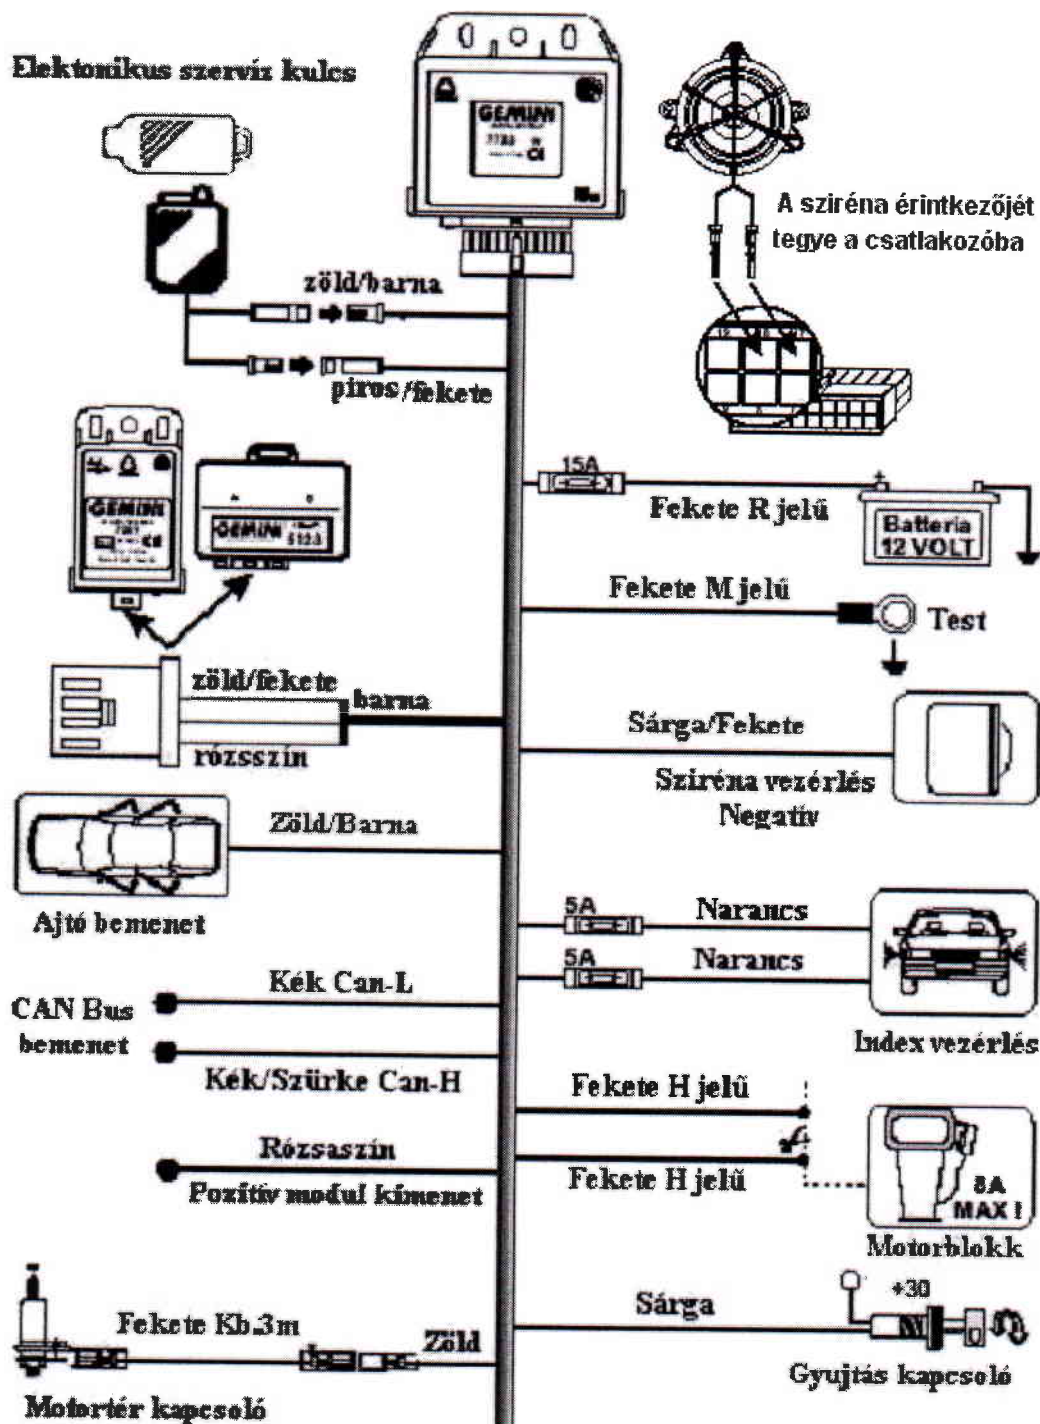 Elektonikus szervíz kulcs
GEMINI
A sziréna érintkezőjét
tegye a csatlakozóba
zöld/barna
piros/fekete
15A
Fekete R jelű
+
Batteria
12 VOLT
GEMINI
GEMINI
Fekete M jelű
Test
zöld/fekete
barna
rózsszín
Sárga/Fekete
Sziréna vezérlés
Negatív
Zöld/Barna
Ajtó bemenet
5A
Narancs
5A
Narancs
Index vezérlés
Kék Can-L
CAN Bus
bemenet
Kék/Szürke Can-H
Fekete H jelű
Fekete H jelű
8A
MAX !
Motorblokk
Rózsaszín
Pozitív modul kimenet
Fekete Kb.3m
Zöld
Motortér kapcsoló
Sárga
+30
Gyujtás kapcsoló